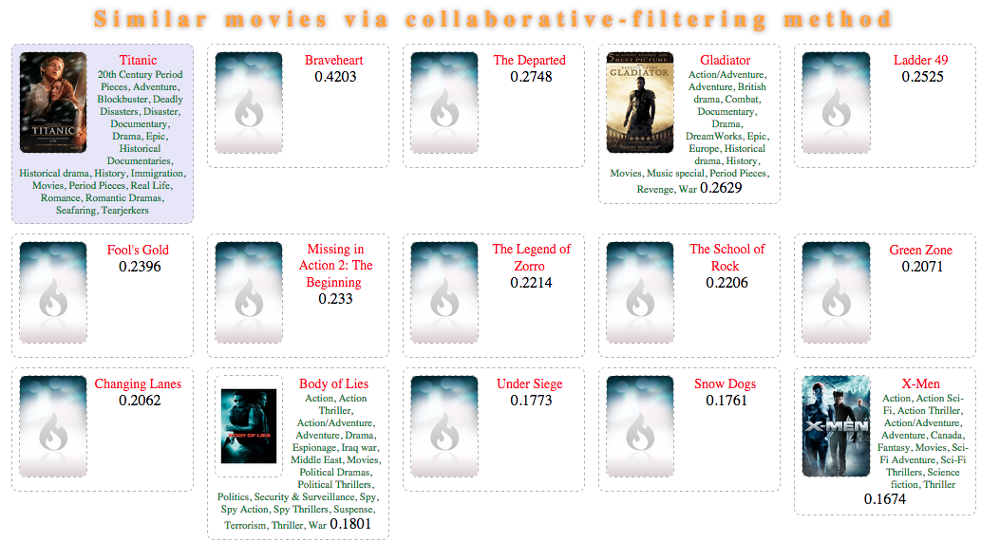 Similar movies via collaborative-filtering method
TITANIC
Titanic
20th Century Period
Pieces, Adventure,
Blockbuster, Deadly
Disasters, Disaster,
Documentary,
Drama, Epic,
Historical
Documentaries,
Historical drama, History, Immigration,
Movies, Period Pieces, Real Life,
Romance, Romantic Dramas,
Seafaring, Tearjerkers
Braveheart
0.4203
The Departed
0.2748
BEST PICTURE
GLADIATOR
Gladiator
Action/Adventure,
Adventure, British
drama, Combat,
Documentary,
Drama,
DreamWorks, Epic,
Europe, Historical
drama, History,
Movies, Music special, Period Pieces,
Revenge, War 0.2629
Ladder 49
0.2525
Fool's Gold
0.2396
Missing in
Action 2: The
Beginning
0.233
The Legend of
Zorro
0.2214
The School of
Rock
0.2206
Green Zone
0.2071
Changing Lanes
0.2062
BODY OF LIES
Body of Lies
Action, Action
Thriller,
Action/Adventure,
Adventure, Drama,
Espionage, Iraq war,
Middle East, Movies,
Political Dramas,
Political Thrillers,
Politics, Security & Surveillance, Spy,
Spy Action, Spy Thrillers, Suspense,
Terrorism, Thriller, War 0.1801
Under Siege
0.1773
Snow Dogs
0.1761
X-MEN
X-Men
Action, Action Sci-
Fi, Action Thriller,
Action/Adventure,
Adventure, Canada,
Fantasy, Movies, Sci-
Fi Adventure, Sci-Fi
Thrillers, Science
fiction, Thriller
0.1674